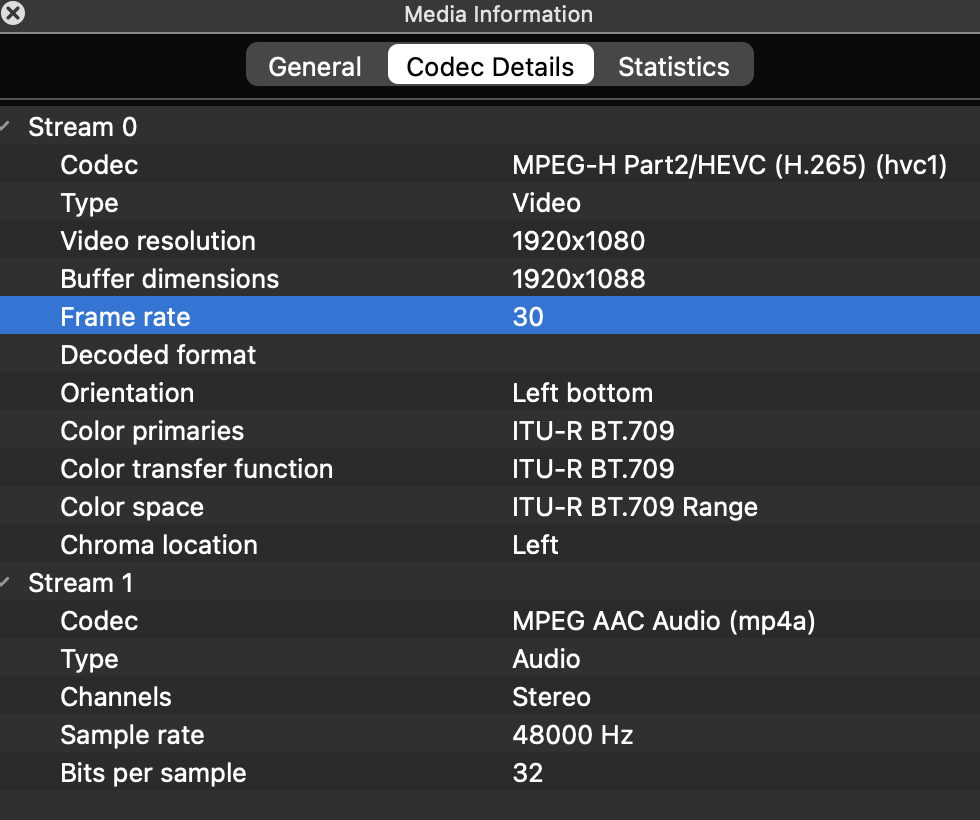 Media Information
General Codec Details Statistics
Stream 0
Codec MPEG-H Part2/HEVC (H.265) (hvc1)
Type Video
Video resolution 1920x1080
Buffer dimensions 1920x1088
Frame rate 30
Decoded format
Orientation Left bottom
Color primaries ITU-R BT.709
Color transfer function ITU-R BT.709
Color space ITU-R BT.709 Range
Chroma location Left
Stream 1
Codec MPEG AAC Audio (mp4a)
Type Audio
Channels Stereo
Sample rate 48000 Hz
Bits per sample 32